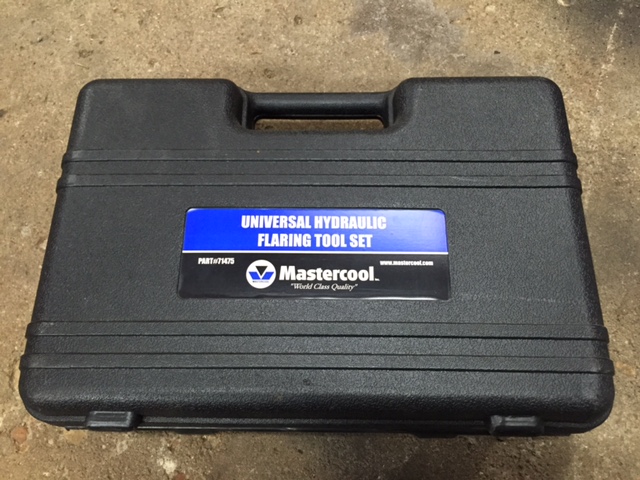 UNIVERSAL HYDRAULIC
FLARING TOOL SET
PART#71475 www.mastercool.com
Mastercool
"World Class Quality"